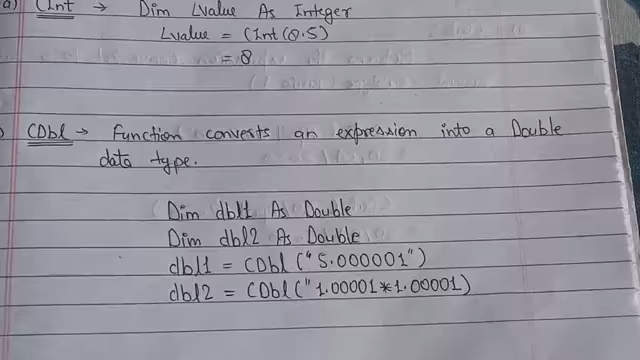 a) CInt → Dim Lvalue As Integer
Lvalue = CInt(8.5)
= 8
CDbl → Function converts an expression into a Double
data type.
Dim dbl1 As Double
Dim dbl2 As Double
dbl1 = CDbl ("5.000001")
dbl2 = CDbl("1.00001*1.00001)